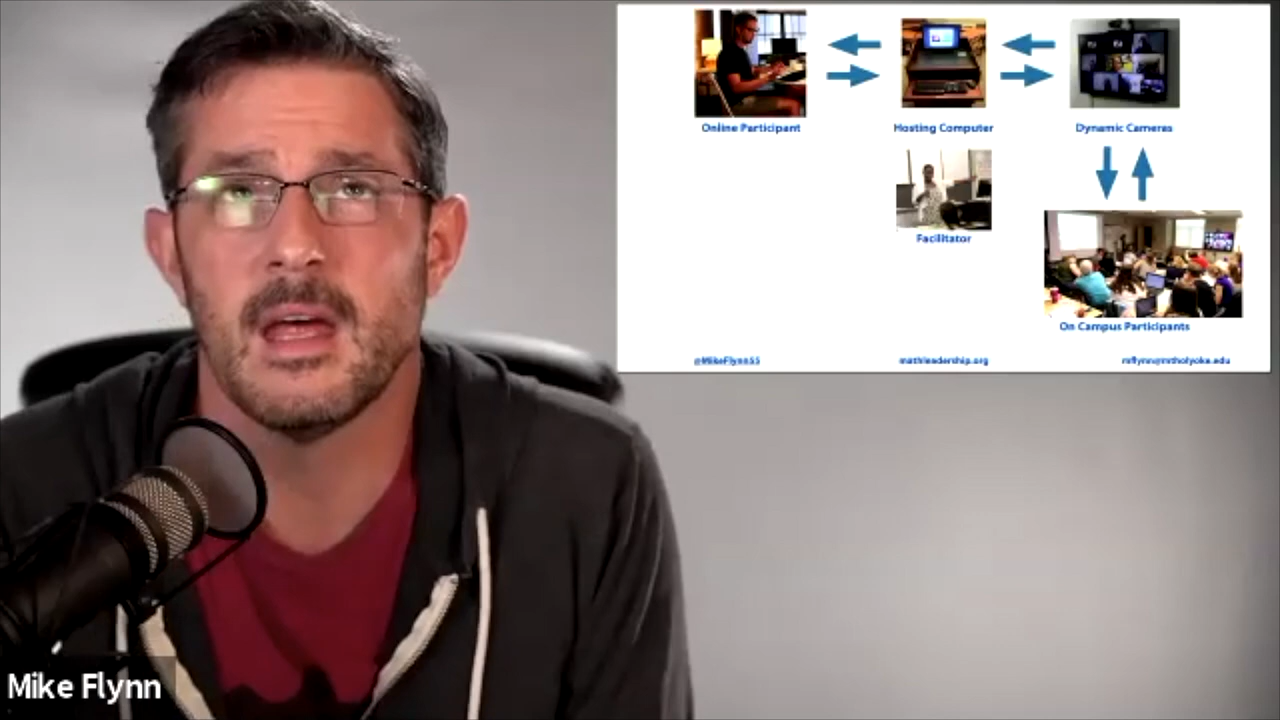 Online Participant
Hosting Computer
Dynamic Cameras
Facilitator
On Campus Participants
@MikeFlynn55
mathleadership.org
mflynn@mtholyoke.edu
Mike Flynn